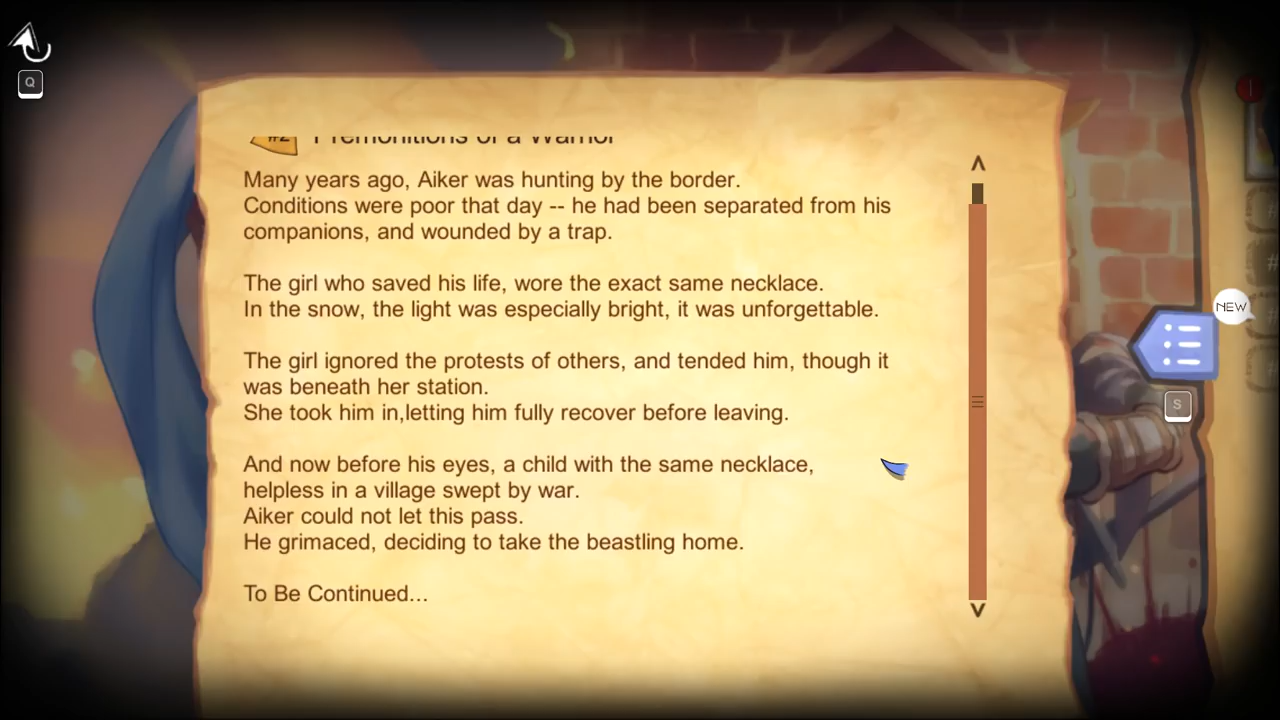 Q
#2 Premonitions of a Warrior
Many years ago, Aiker was hunting by the border.
Conditions were poor that day -- he had been separated from his
companions, and wounded by a trap.
The girl who saved his life, wore the exact same necklace.
In the snow, the light was especially bright, it was unforgettable.
The girl ignored the protests of others, and tended him, though it
was beneath her station.
She took him in,letting him fully recover before leaving.
And now before his eyes, a child with the same necklace,
helpless in a village swept by war.
Aiker could not let this pass.
He grimaced, deciding to take the beastling home.
To Be Continued...
NEW
S